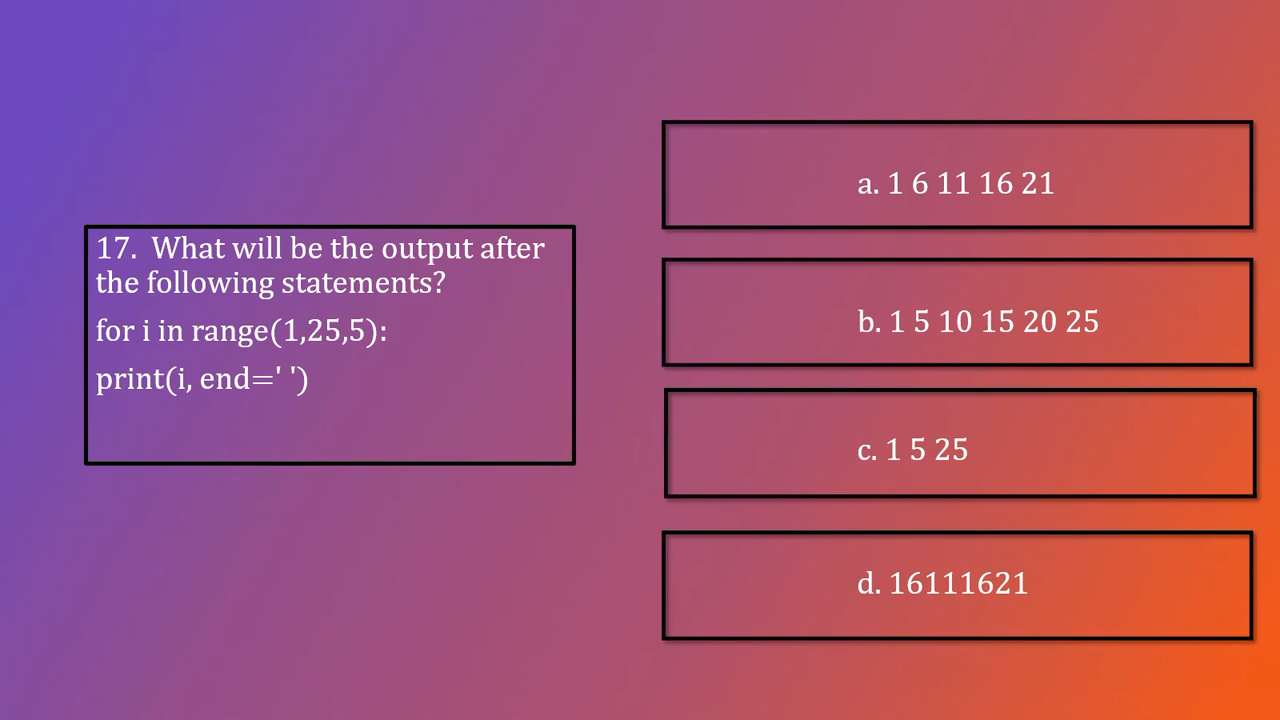 17.  What will be the output after
the following statements?
for i in range(1,25,5):
print(i, end=' ')
a. 1 6 11 16 21
b. 1 5 10 15 20 25
c. 1 5 25
d. 16111621